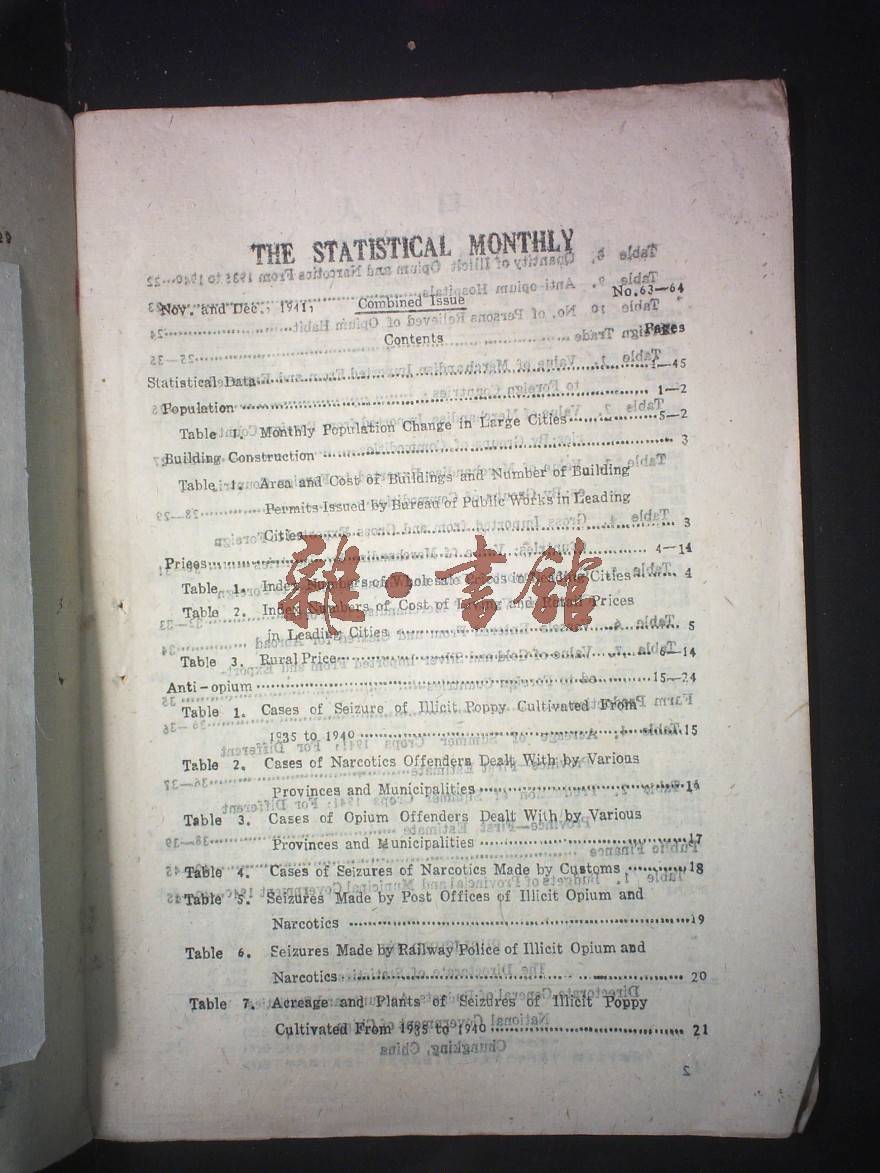 THE STATISTICAL MONTHLY
Nov. and Dec., 1941, Combined Issue No.63—64
Contents Pages
Statistical Data 1—45
Population 1—2
Table 1. Monthly Population Change in Large Cities 5—2
Building Construction 3
Table 1. Area and Cost of Buildings and Number of Building
Permits Issued by Bureau of Public Works in Leading
Cities 3
Prices 4—14
Table 1. Index Numbers of Wholesale Prices in Leading Cities 4
Table 2. Index Numbers of Cost of Living and Retail Prices
in Leading Cities 5
Table 3. Rural Price 6—14
Anti-opium 15—24
Table 1. Cases of Seizure of Illicit Poppy Cultivated From
1935 to 1940 15
Table 2. Cases of Narcotics Offenders Dealt With by Various
Provinces and Municipalities 16
Table 3. Cases of Opium Offenders Dealt With by Various
Provinces and Municipalities 17
Table 4. Cases of Seizures of Narcotics Made by Customs 18
Table 5. Seizures Made by Post Offices of Illicit Opium and
Narcotics 19
Table 6. Seizures Made by Railway Police of Illicit Opium and
Narcotics 20
Table 7. Acreage and Plants of Seizures of Illicit Poppy
Cultivated From 1935 to 1940 21
2
雜·書館